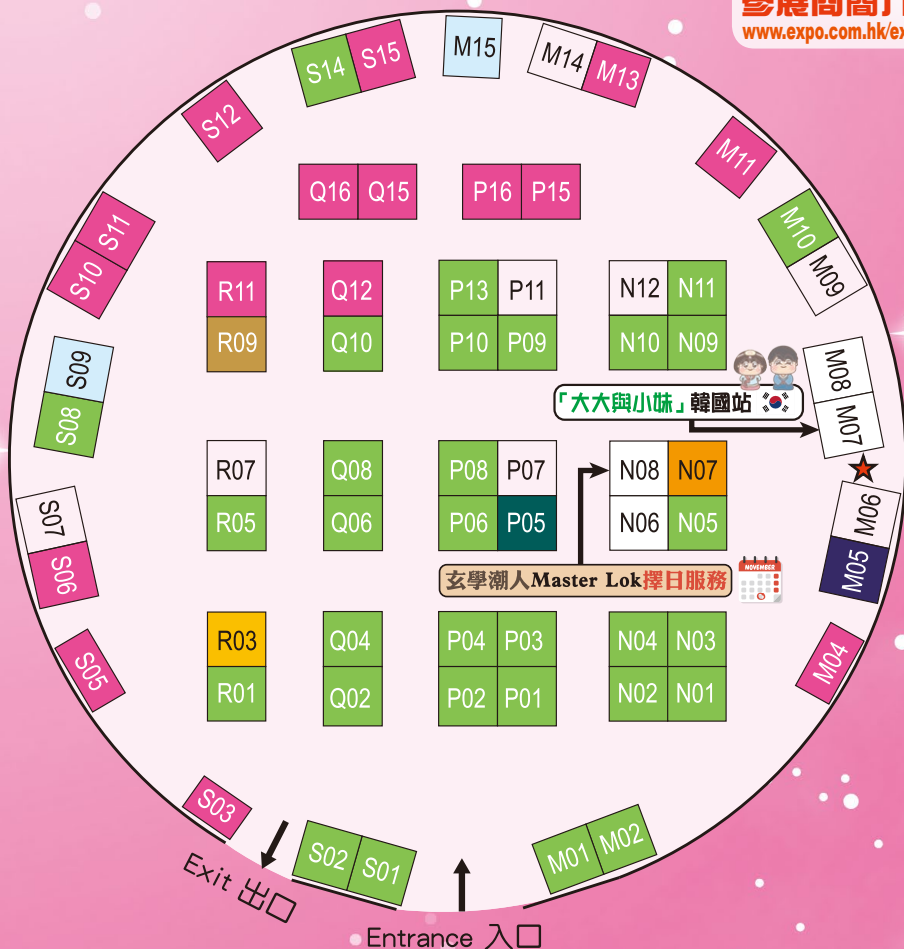 www.expo.com.hk/ex
M15
S14 S15
M14 M13
S12
M11
Q16 Q15 P16 P15
S11
S10
M10
M09
R11 Q12 P13 P11 N12 N11
R09 Q10 P10 P09 N10 N09
S09
S08
M08
M07
「大大與小妹」韓國站
R07 Q08 P08 P07 N08 N07
R05 Q06 P06 P05 N06 N05
S07
S06
M06
M05
玄學潮人Master Lok擇日服務
NOVEMBER
R03 Q04 P04 P03 N04 N03
R01 Q02 P02 P01 N02 N01
S05
M04
S03
S02 S01
M01 M02
Exit 出口
Entrance 入口